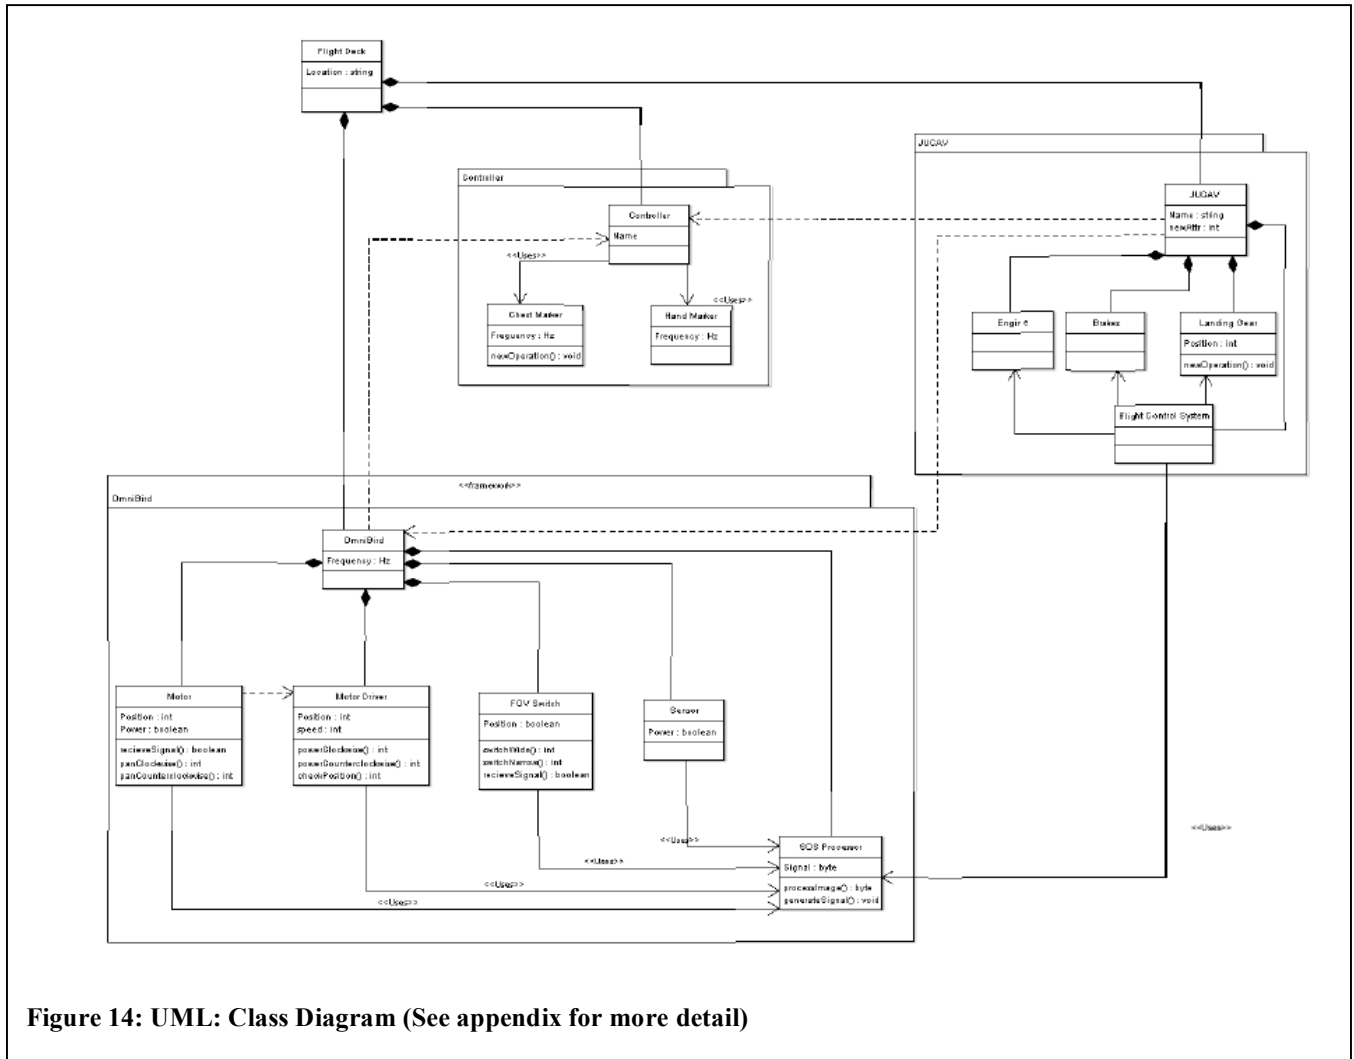 Flight Deck
Location : string
JUCAV
Controller
JUCAV
Name : string
newAttr : int
Controller
Name
<<Uses>>
<<Uses>>
Chest Marker
Frequency : Hz
newOperation() : void
Hand Marker
Frequency : Hz
Engine
Brakes
Landing Gear
Position : int
newOperation() : void
Flight Control System
<<framework>>
OmniBird
OmniBird
Frequency : Hz
Motor
Position : int
Power : boolean
recieveSignal() : boolean
panClockwise() : int
panCounterclockwise() : int
Motor Driver
Position : int
speed : int
powerClockwise() : int
powerCounterclockwise() : int
checkPosition() : int
FOV Switch
Position : boolean
switchWide() : int
switchNarrow() : int
recieveSignal() : boolean
Sensor
Power : boolean
<<Uses>>
<<Uses>>
<<Uses>>
<<Uses>>
<<Uses>>
Processor
Signal : byte
processImage() : byte
generateSignal() : void
Figure 14: UML: Class Diagram (See appendix for more detail)